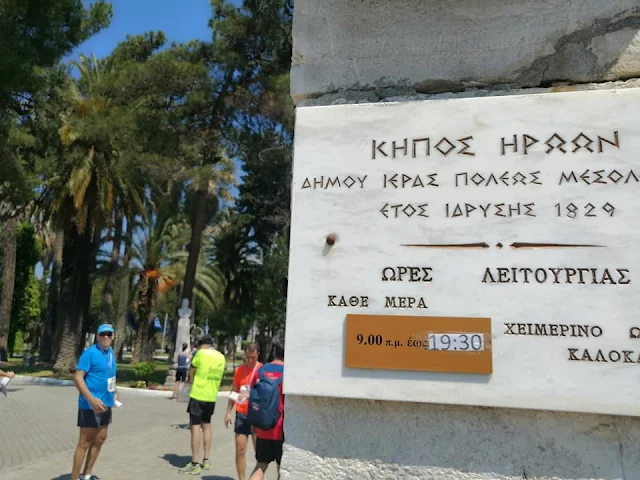 ΚΗΠΟΣ ΗΡΩΩΝ
ΔΗΜΟΥ ΙΕΡΑΣ ΠΟΛΕΩΣ ΜΕΣΟΛ
ΕΤΟΣ ΙΔΡΥΣΗΣ 1829
ΩΡΕΣ ΛΕΙΤΟΥΡΓΙΑΣ
ΚΑΘΕ ΜΕΡΑ
9.00 π.μ. έως 19:30
ΧΕΙΜΕΡΙΝΟ Ω
ΚΑΛΟΚΑ